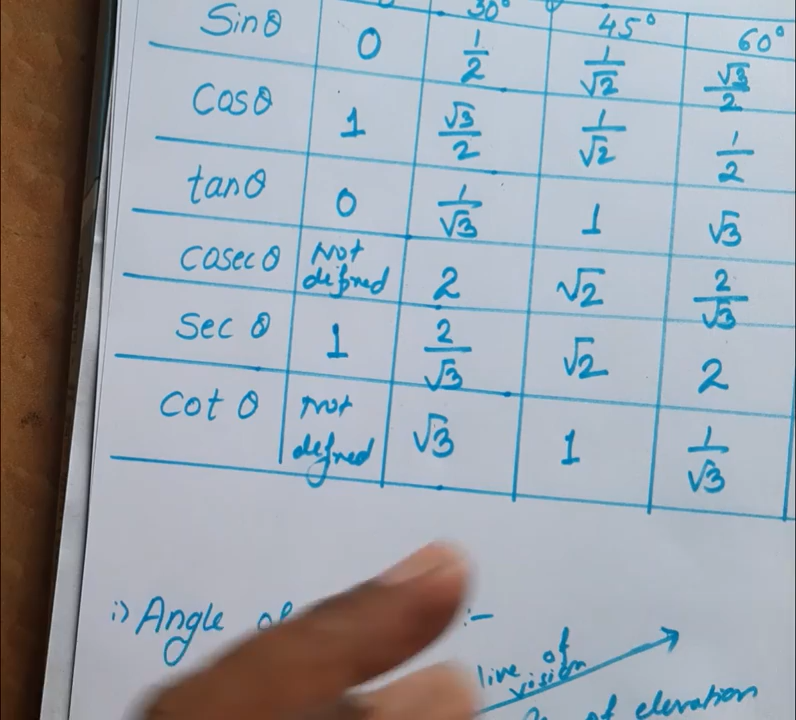 30° 45° 60°
Sinθ 0 1/2 1/√2 √3/2
Cosθ 1 √3/2 1/√2 1/2
tanθ 0 1/√3 1 √3
cosecθ Not defined 2 √2 2/√3
Sec θ 1 2/√3 √2 2
cot θ Not defined √3 1 1/√3
i) Angle of :-
line of
vision
of elevation